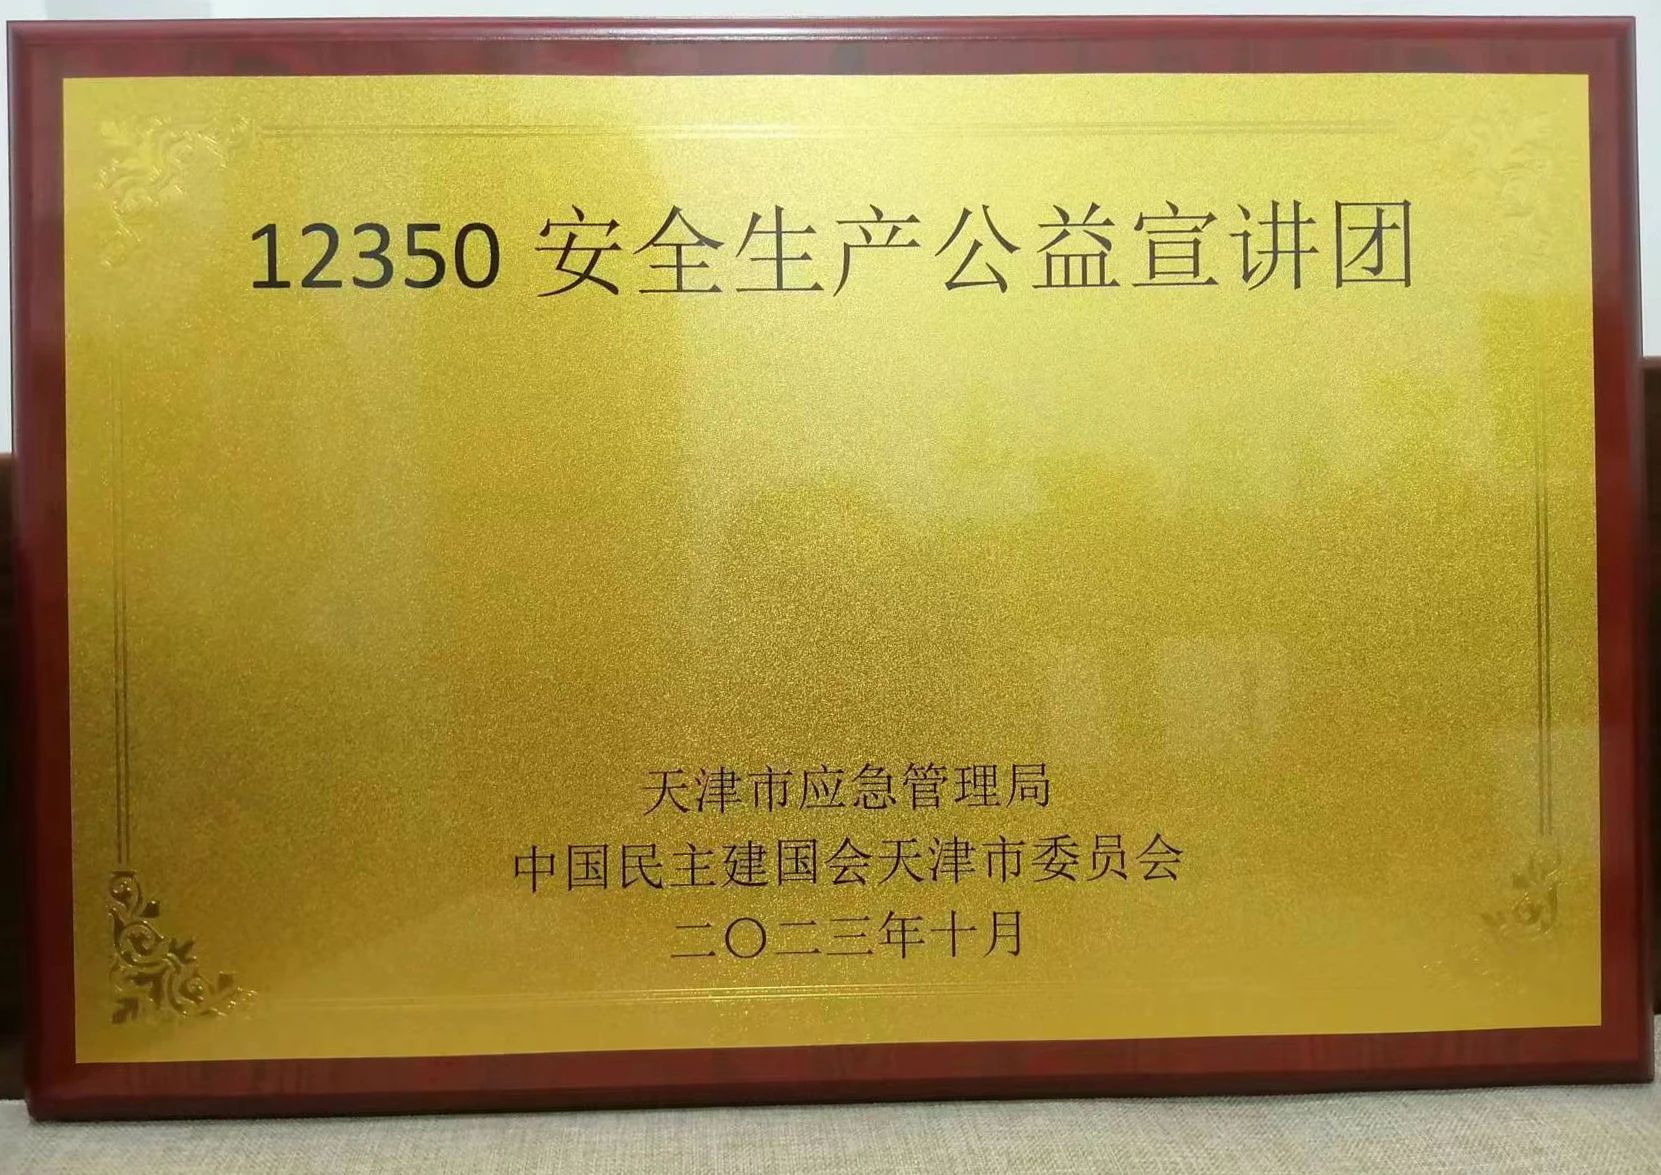 12350 安全生产公益宣讲团
天津市应急管理局
中国民主建国会天津市委员会
二〇二三年十月